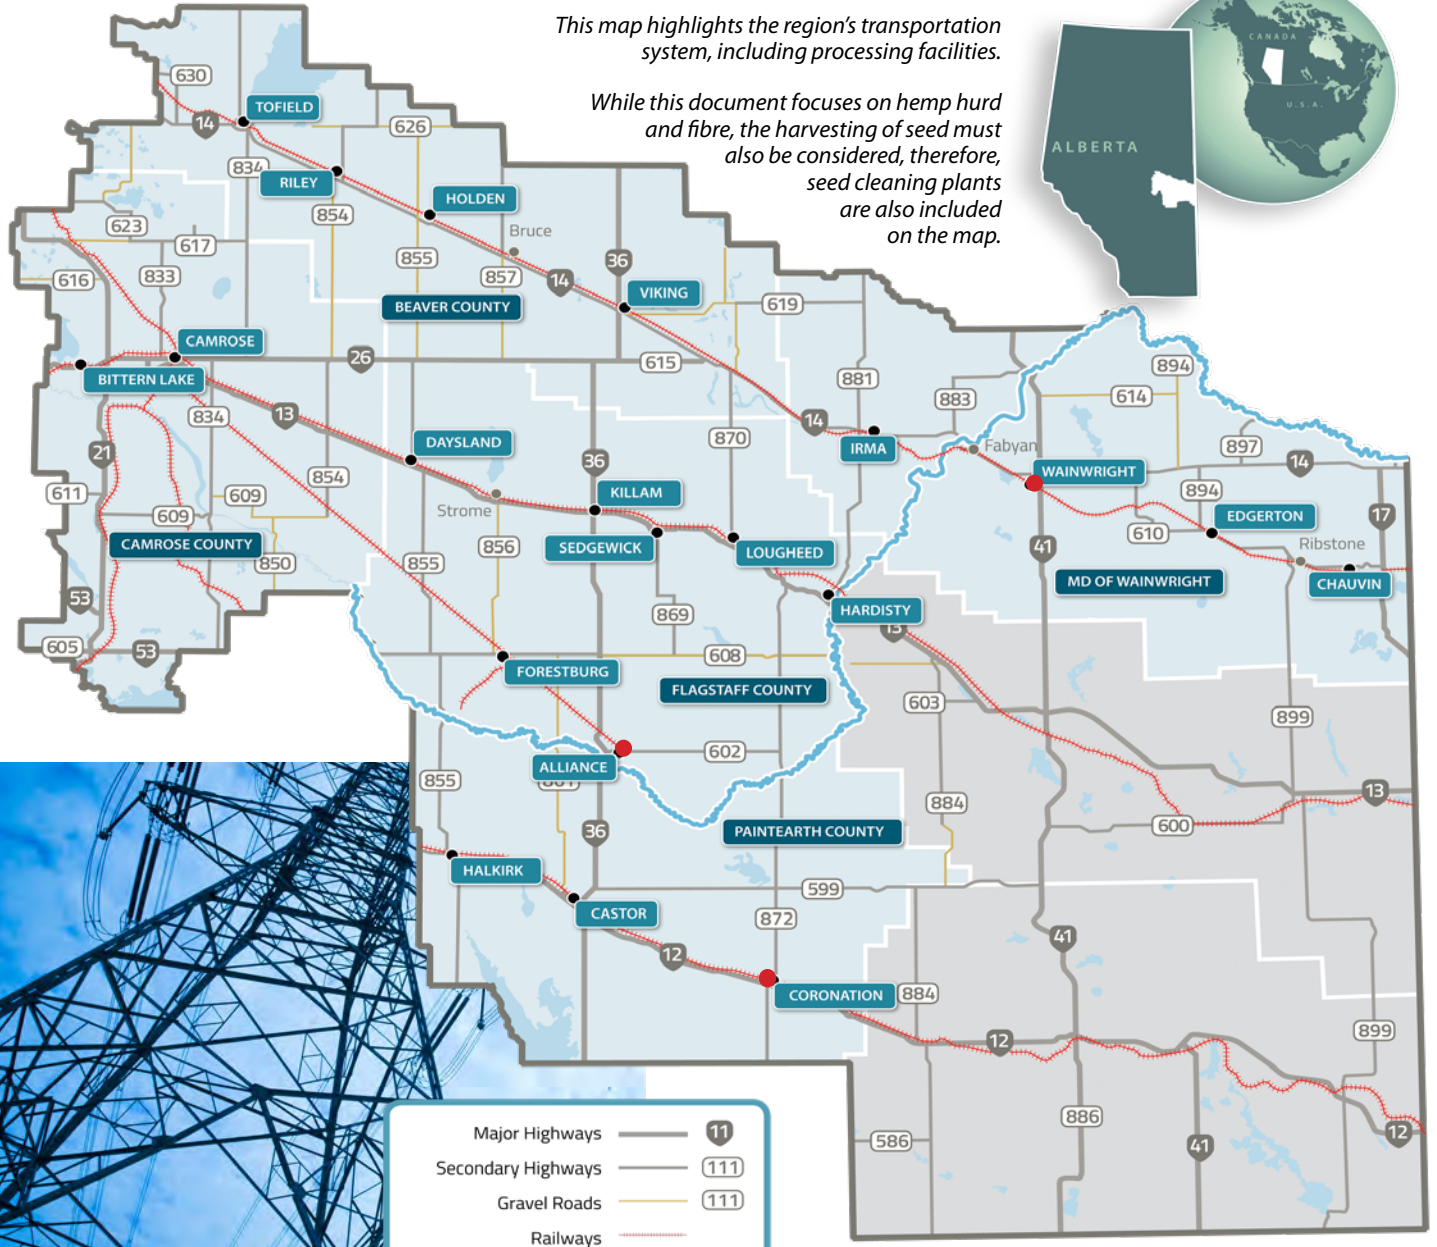 This map highlights the region's transportation
system, including processing facilities.
While this document focuses on hemp hurd
and fibre, the harvesting of seed must
also be considered, therefore,
seed cleaning plants
are also included
on the map.
CANADA
U.S.A.
ALBERTA
630
TOFIELD
14
626
834
RILEY
HOLDEN
854
623
Bruce
617
36
855
857
616
833
14
VIKING
BEAVER COUNTY
619
CAMROSE
26
615
BITTERN LAKE
881
894
614
883
834
13
14
870
DAYSLAND
IRMA
Fabyan
897
21
36
14
WAINWRIGHT
854
611
609
KILLAM
894
Strome
609
EDGERTON
17
610
CAMROSE COUNTY
SEDGEWICK
LOUGHEED
856
41
Ribstone
850
855
MD OF WAINWRIGHT
CHAUVIN
53
HARDISTY
869
13
605
53
608
FORESTBURG
FLAGSTAFF COUNTY
603
899
602
ALLIANCE
855
861
13
884
36
PAINTEARTH COUNTY
600
HALKIRK
599
CASTOR
872
12
41
CORONATION
884
12
899
886
586
41
12
Major Highways 11
Secondary Highways 111
Gravel Roads 111
Railways